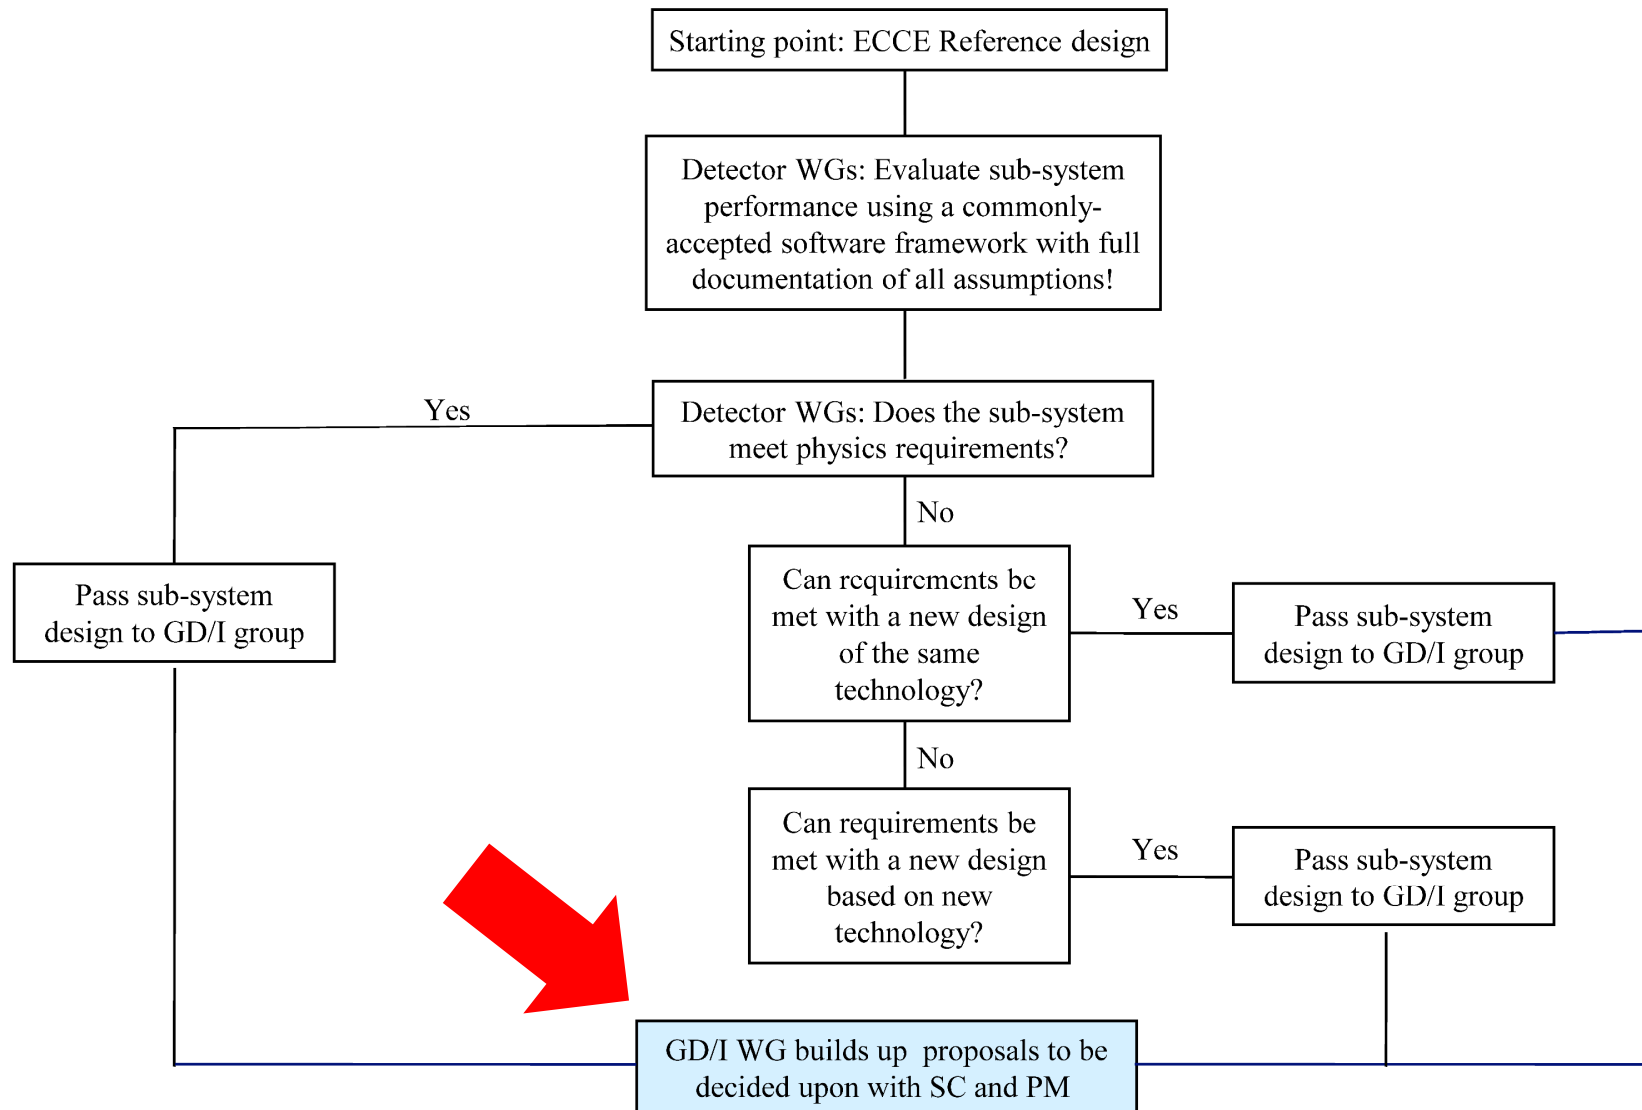 Starting point: ECCE Reference design
Detector WGs: Evaluate sub-system
performance using a commonly-
accepted software framework with full
documentation of all assumptions!
Yes
Detector WGs: Does the sub-system
meet physics requirements?
No
Pass sub-system
design to GD/I group
Can requirements be
met with a new design
of the same
technology?
Yes
Pass sub-system
design to GD/I group
No
Can requirements be
met with a new design
based on new
technology?
Yes
Pass sub-system
design to GD/I group
GD/I WG builds up proposals to be
decided upon with SC and PM